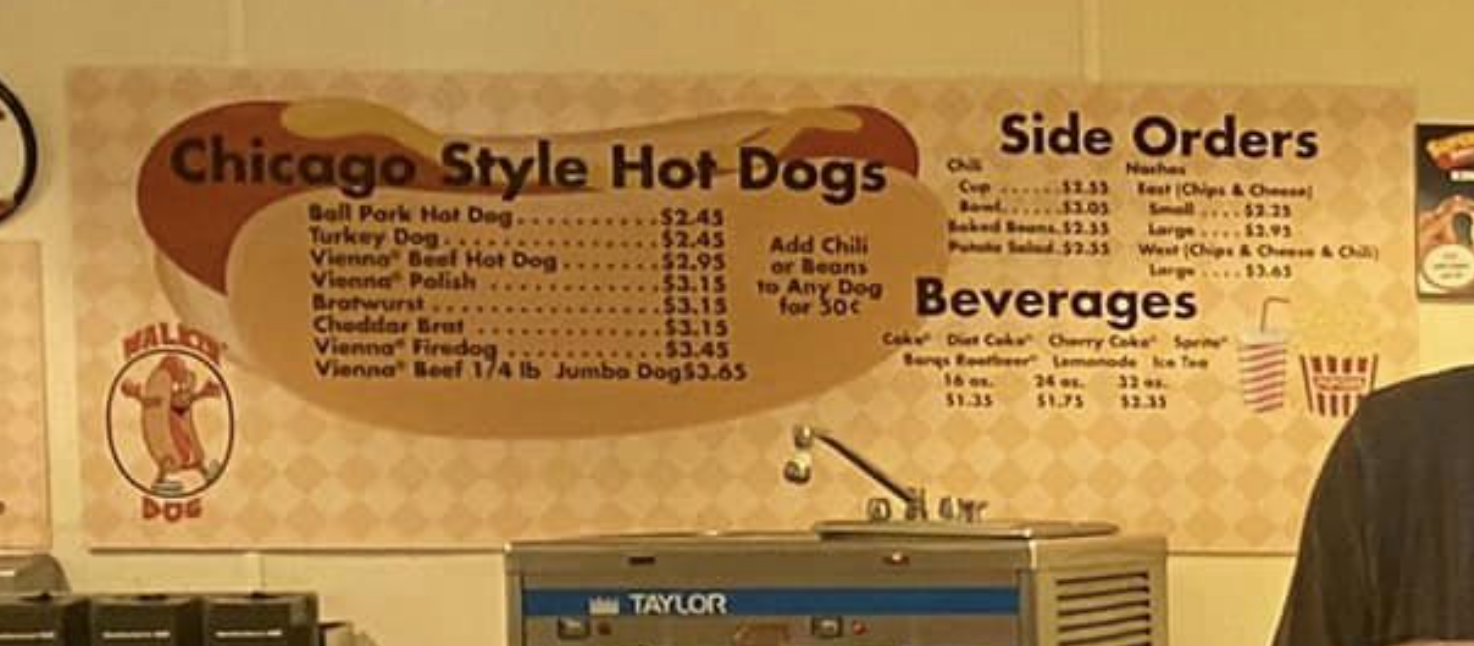 Chicago Style Hot Dogs
Ball Park Hot Dog............$2.45
Turkey Dog..................$2.45
Vienna® Beef Hot Dog........$2.95
Vienna® Polish ..............$3.15
Bratwurst...................$3.15
Cheddar Brat ...............$3.15
Vienna® Firedog ............$3.45
Vienna® Beef 1/4 lb Jumbo Dog$3.65
Add Chili
or Beans
to Any Dog
for 50¢
Side Orders
Chili
Cup ......$2.55
Bowl......$3.05
Baked Beans.$2.55
Potato Salad.$2.55
Nachos
East (Chips & Cheese)
Small ....$2.25
Large ....$2.95
West (Chips & Cheese & Chili)
Large ....$3.65
Beverages
Coke® Diet Coke® Cherry Coke® Sprite®
Barqs Rootbeer® Lemonade Ice Tea
16 oz. 24 oz. 32 oz.
$1.35 $1.75 $2.35
WALKIN'
DOG
TAYLOR